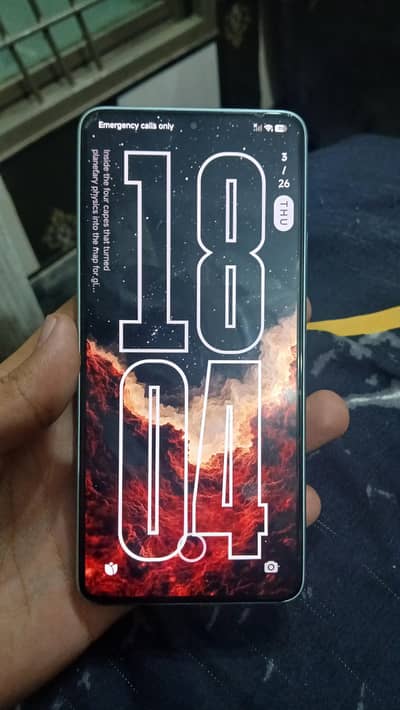 Emergency calls only
18
04
3
/
26
THU
Inside the four capes that turned
planetary physics into the map for gl...